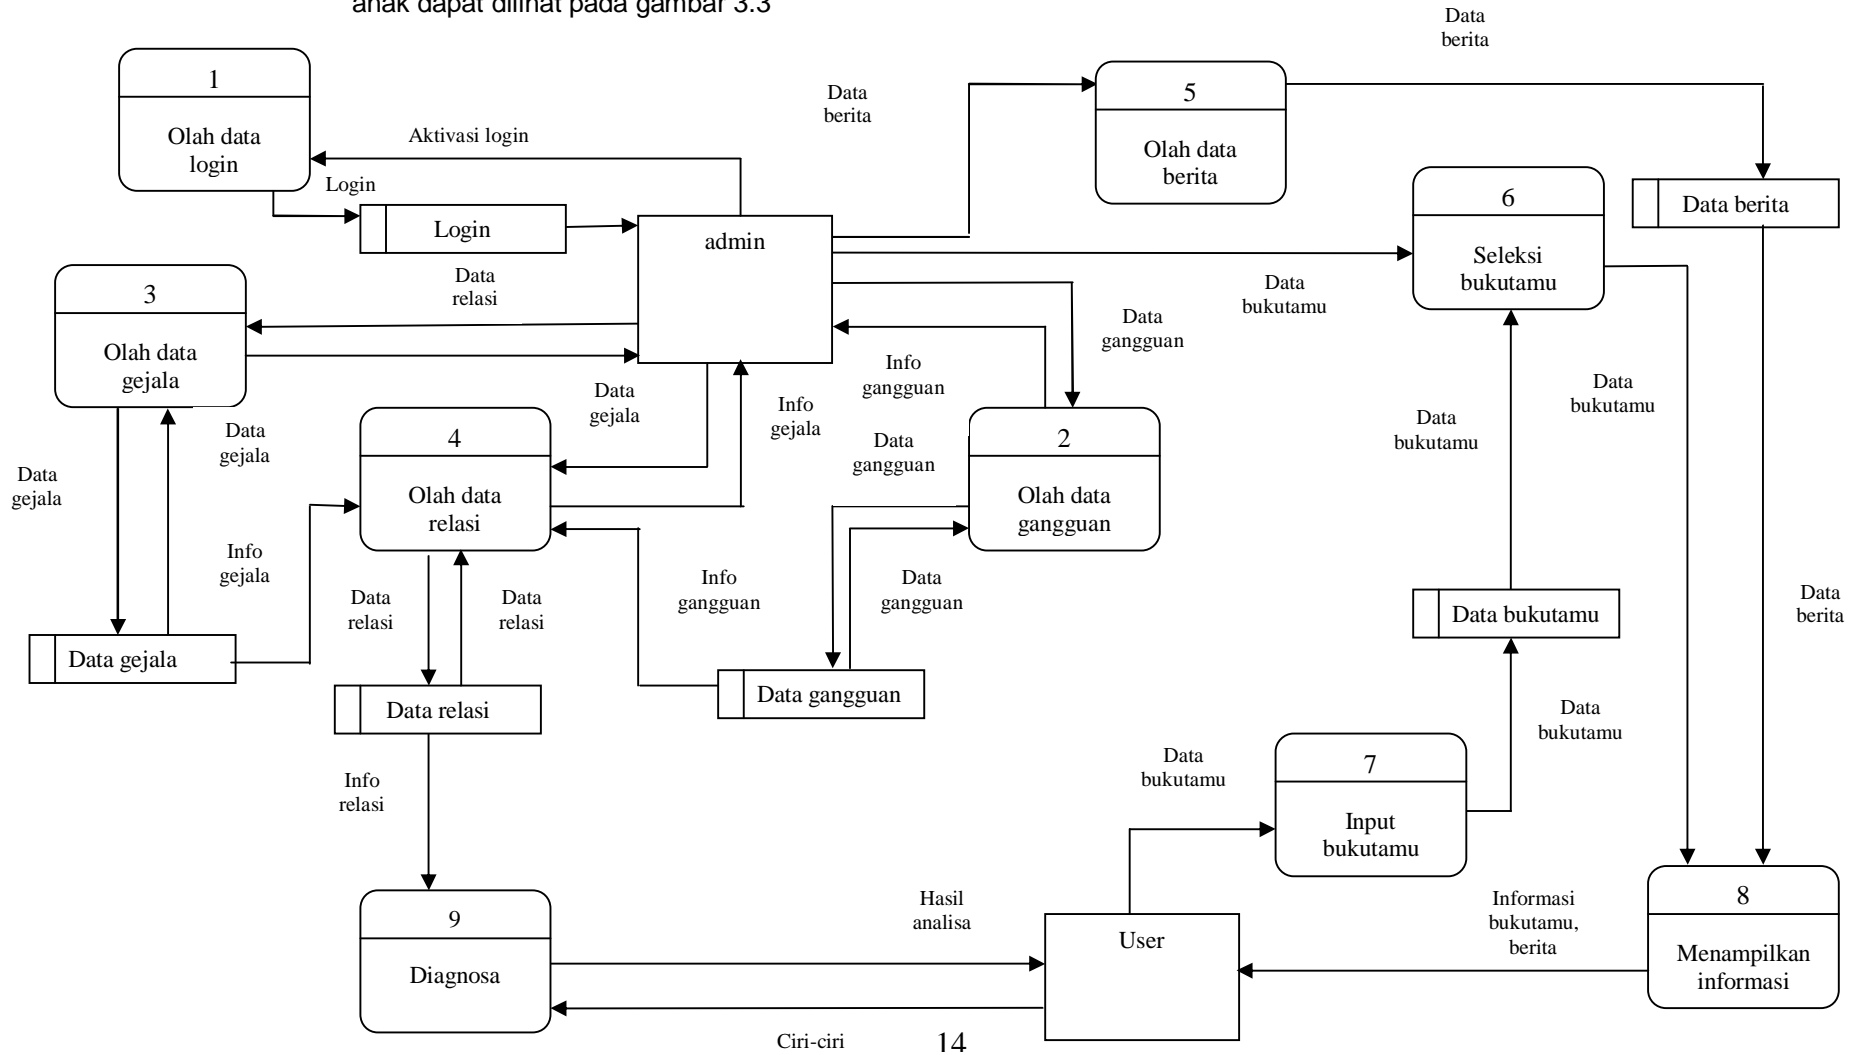 anak dapat dilihat pada gambar 3.3
Data
berita
1
Olah data
login
Aktivasi login
Login
Login
Data
berita
5
Olah data
berita
6
Seleksi
bukutamu
Data berita
admin
Data
relasi
3
Olah data
gejala
Data
bukutamu
Data
gangguan
Info
gangguan
Data
gejala
Info
gejala
Data
gangguan
Data
bukutamu
Data
bukutamu
Data
gejala
Data
gejala
4
Olah data
relasi
2
Olah data
gangguan
Info
gejala
Data
relasi
Data
relasi
Info
gangguan
Data
gangguan
Data bukutamu
Data
berita
Data gejala
Data relasi
Data gangguan
Data
bukutamu
Data
bukutamu
7
Input
bukutamu
Info
relasi
9
Diagnosa
Hasil
analisa
User
Informasi
bukutamu,
berita
8
Menampilkan
informasi
Ciri-ciri
14